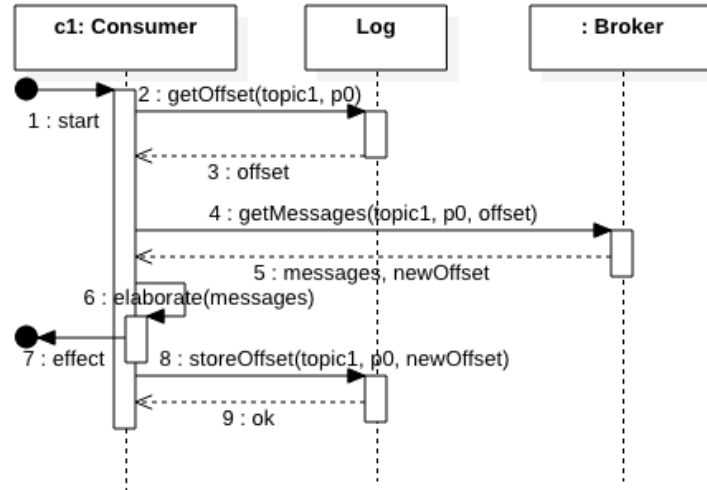 c1: Consumer
Log
: Broker
1 : start
2 : getOffset(topic1, p0)
3 : offset
4 : getMessages(topic1, p0, offset)
5 : messages, newOffset
6 : elaborate(messages)
7 : effect
8 : storeOffset(topic1, p0, newOffset)
9 : ok